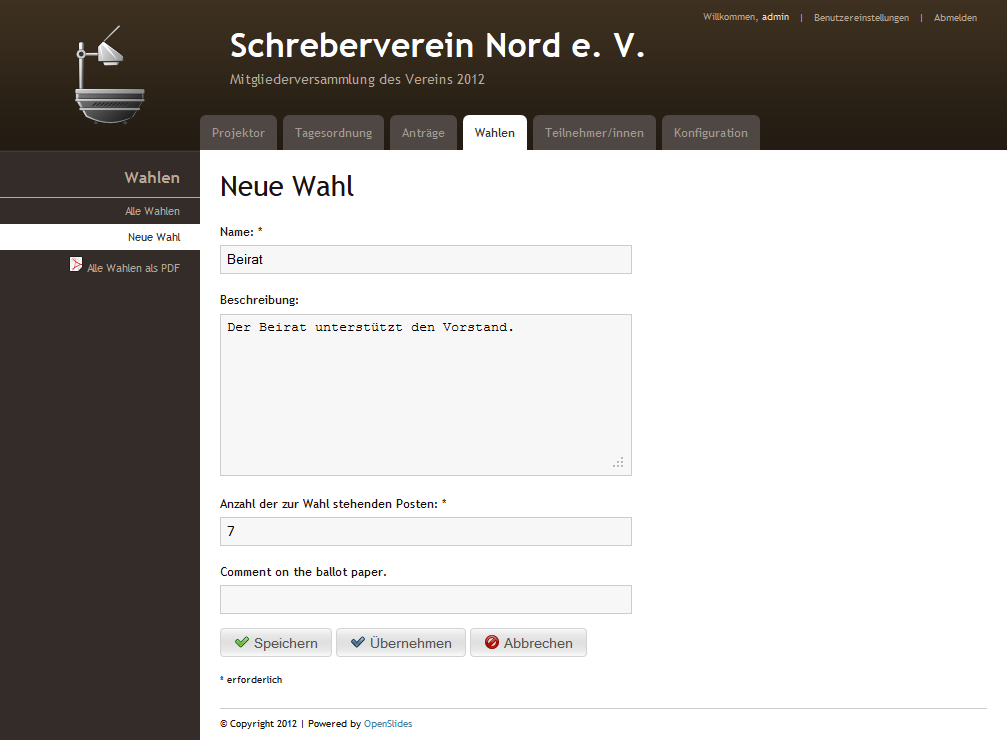 Willkommen, admin | Benutzereinstellungen | Abmelden
Schreberverein Nord e. V.
Mitgliederversammlung des Vereins 2012
Projektor Tagesordnung Anträge Wahlen Teilnehmer/innen Konfiguration
Wahlen
Alle Wahlen
Neue Wahl
Alle Wahlen als PDF
Neue Wahl
Name: *
Beirat
Beschreibung:
Der Beirat unterstützt den Vorstand.
Anzahl der zur Wahl stehenden Posten: *
7
Comment on the ballot paper.
Speichern Übernehmen Abbrechen
* erforderlich
© Copyright 2012 | Powered by OpenSlides